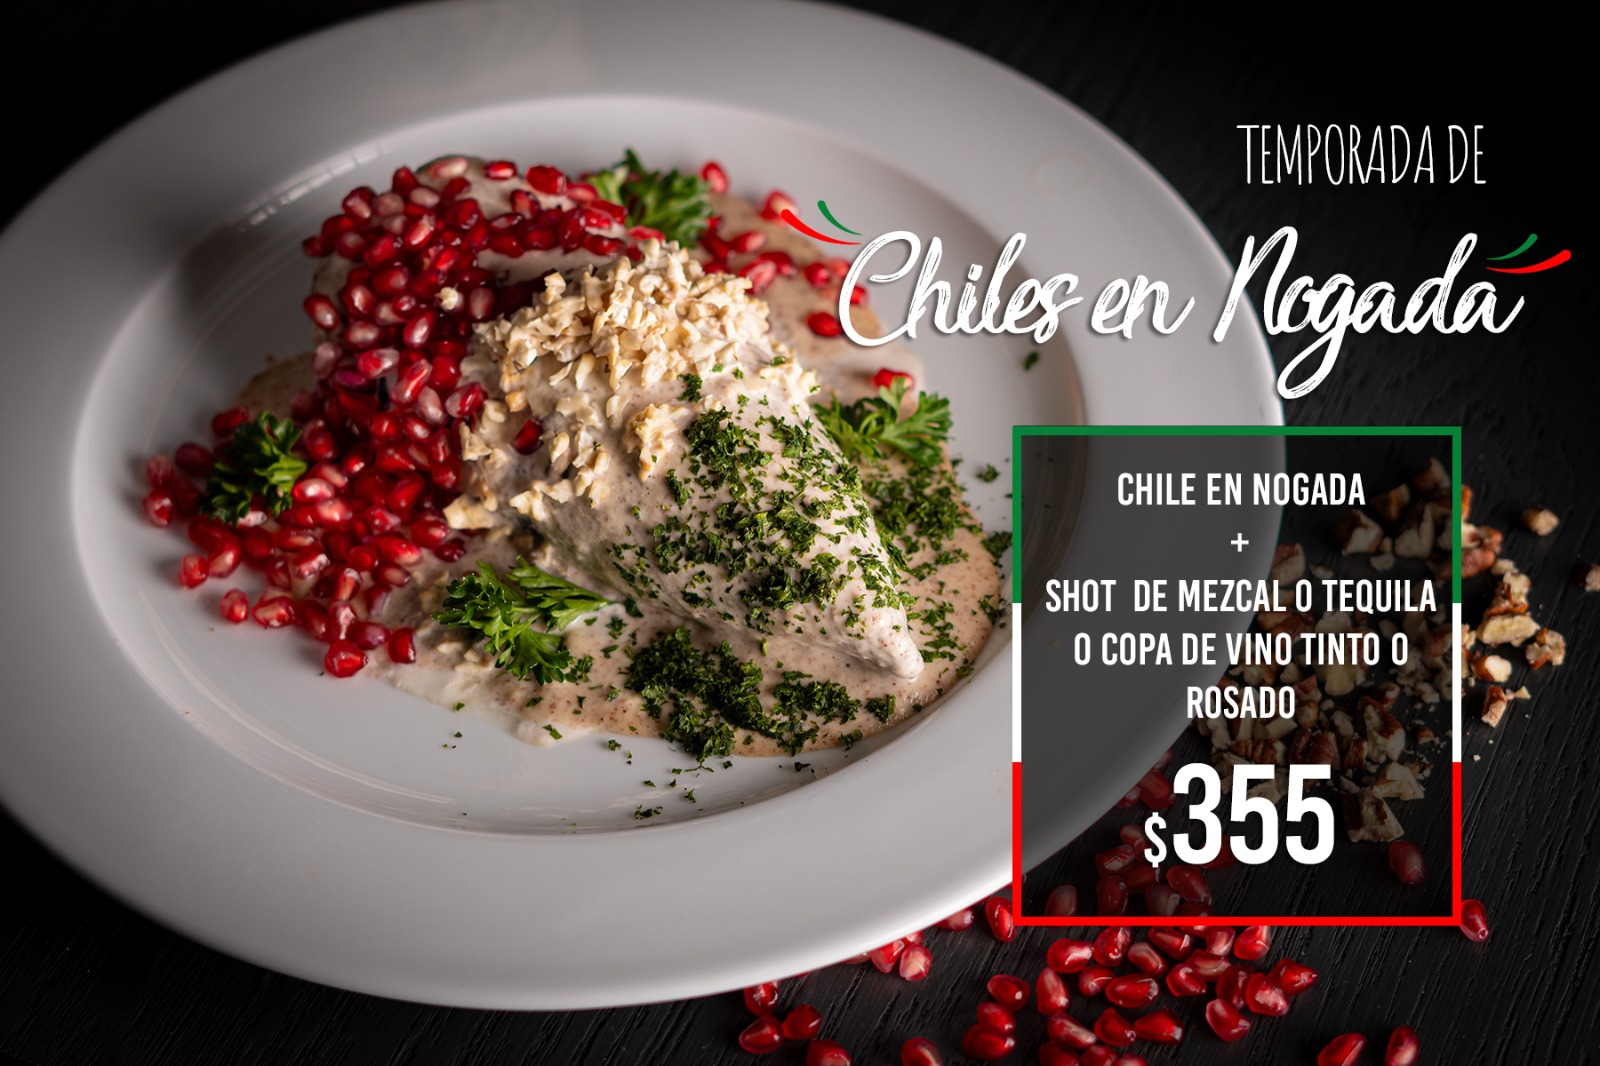 TEMPORADA DE
Chiles en Nogada
CHILE EN NOGADA
+
SHOT DE MEZCAL O TEQUILA
O COPA DE VINO TINTO O
ROSADO
$355